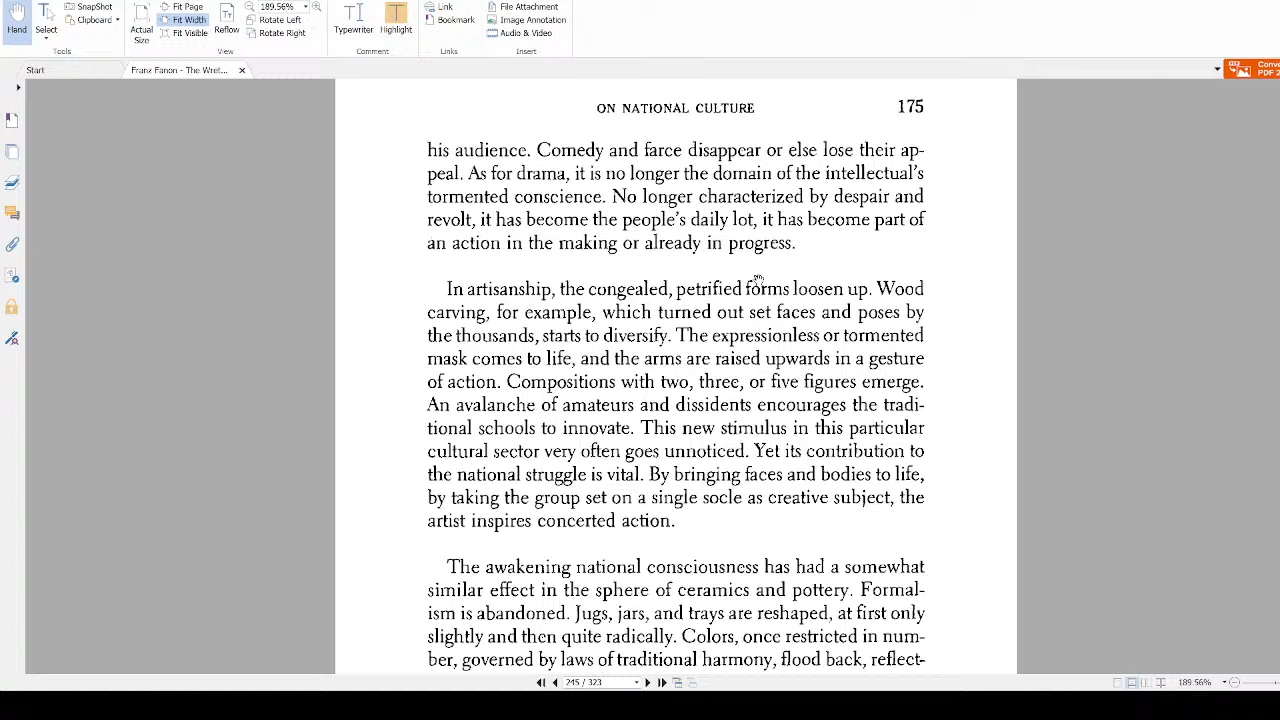 SnapShot
Fit Page
189.56%
Link
File Attachment
Clipboard
Fit Width
Rotate Left
Bookmark
Image Annotation
Hand
Select
Actual
Size
Fit Visible
Reflow
Rotate Right
Typewriter
Highlight
Audio & Video
Tools
View
Comment
Links
Insert
Start
Franz Fanon - The Wret...
PDF 2
ON NATIONAL CULTURE
175
his audience. Comedy and farce disappear or else lose their ap-
peal. As for drama, it is no longer the domain of the intellectual's
tormented conscience. No longer characterized by despair and
revolt, it has become the people's daily lot, it has become part of
an action in the making or already in progress.
In artisanship, the congealed, petrified forms loosen up. Wood
carving, for example, which turned out set faces and poses by
the thousands, starts to diversify. The expressionless or tormented
mask comes to life, and the arms are raised upwards in a gesture
of action. Compositions with two, three, or five figures emerge.
An avalanche of amateurs and dissidents encourages the tradi-
tional schools to innovate. This new stimulus in this particular
cultural sector very often goes unnoticed. Yet its contribution to
the national struggle is vital. By bringing faces and bodies to life,
by taking the group set on a single socle as creative subject, the
artist inspires concerted action.
The awakening national consciousness has had a somewhat
similar effect in the sphere of ceramics and pottery. Formal-
ism is abandoned. Jugs, jars, and trays are reshaped, at first only
slightly and then quite radically. Colors, once restricted in num-
ber, governed by laws of traditional harmony, flood back, reflect-
245 / 323
189.56%